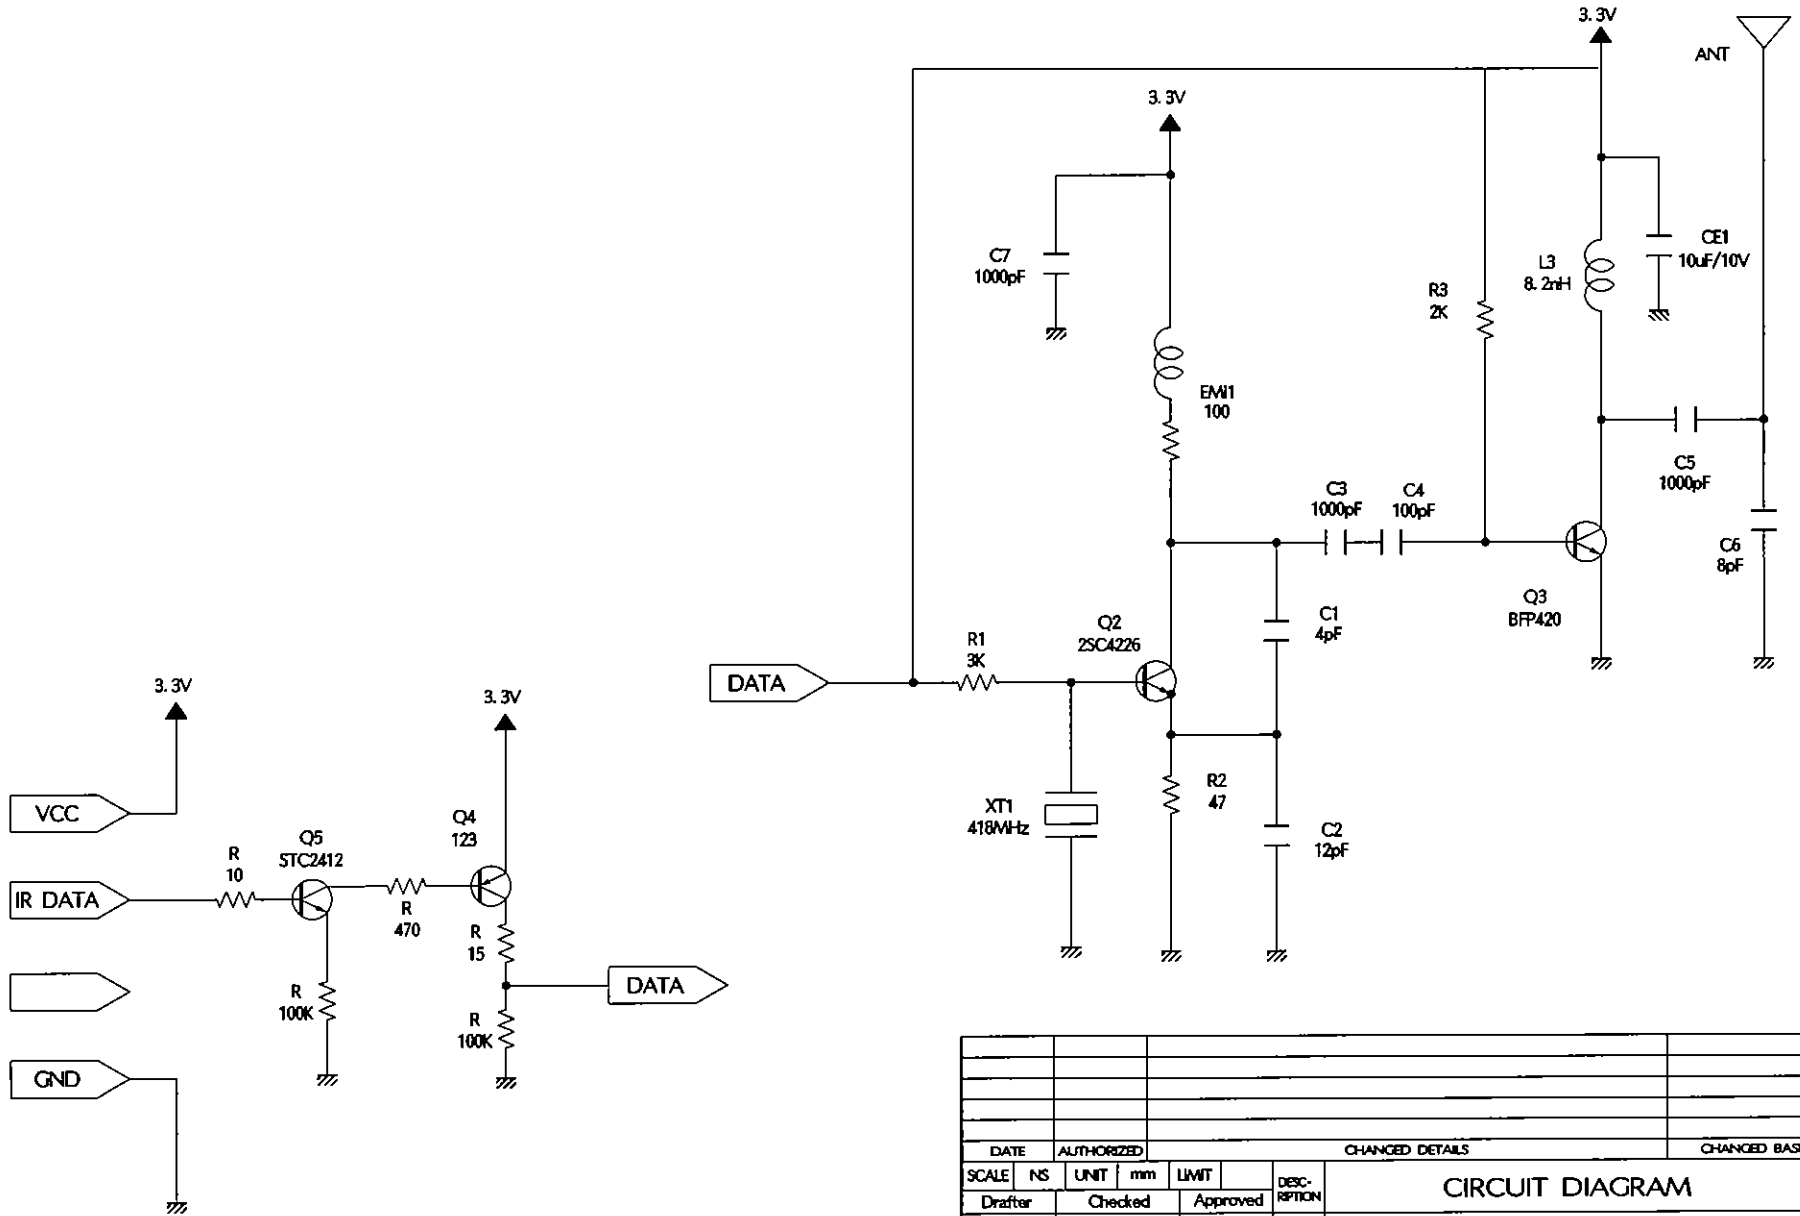 3.3V
ANT
3.3V
C7
1000pF
CE1
10uF/10V
L3
8.2nH
R3
2K
EMi1
100
C5
1000pF
C3
1000pF
C4
100pF
C6
8pF
Q3
BFP420
C1
4pF
Q2
2SC4226
R1
3K
DATA
3.3V
3.3V
R2
47
XT1
418MHz
C2
12pF
VCC
Q4
123
Q5
STC2412
R
10
IR DATA
R
470
R
15
DATA
R
100K
R
100K
GND
DATE AUTHORIZED CHANGED DETAILS CHANGED BAS
SCALE NS UNIT mm LIMIT DESC-
RIPTION CIRCUIT DIAGRAM
Drafter Checked Approved